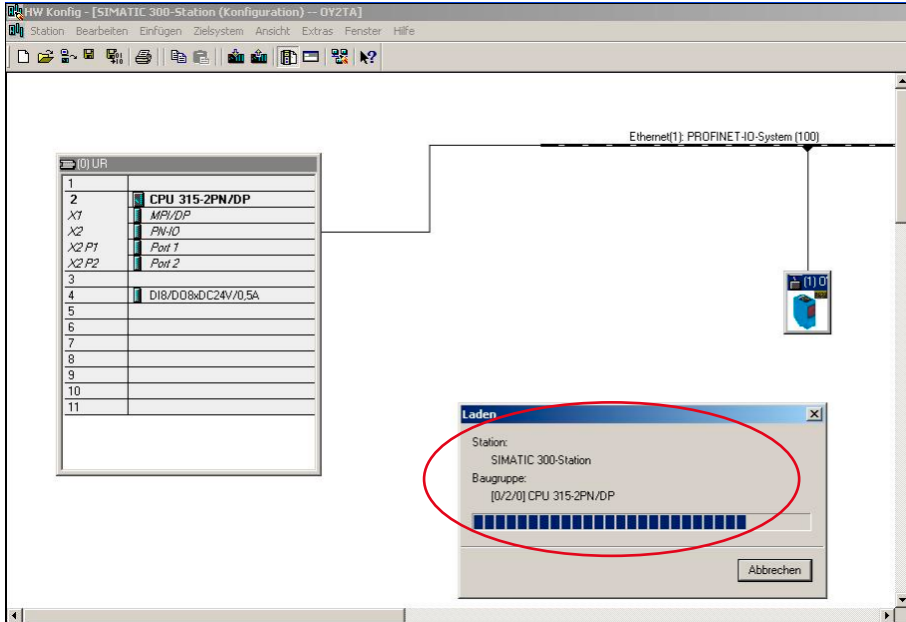 HW Konfig - [SIMATIC 300-Station (Konfiguration) -- OY2TA]
Station Bearbeiten Einfügen Zielsystem Ansicht Extras Fenster Hilfe
Ethernet(1): PROFINET-IO-System (100)
(0) UR
1
2 CPU 315-2PN/DP
X1 MPI/DP
X2 PN-IO
X2 P1 Port 1
X2 P2 Port 2
3
4 DI8/DO8xDC24V/0,5A
5
6
7
8
9
10
11
(1) O
Laden
Station:
SIMATIC 300-Station
Baugruppe:
[0/2/0] CPU 315-2PN/DP
Abbrechen